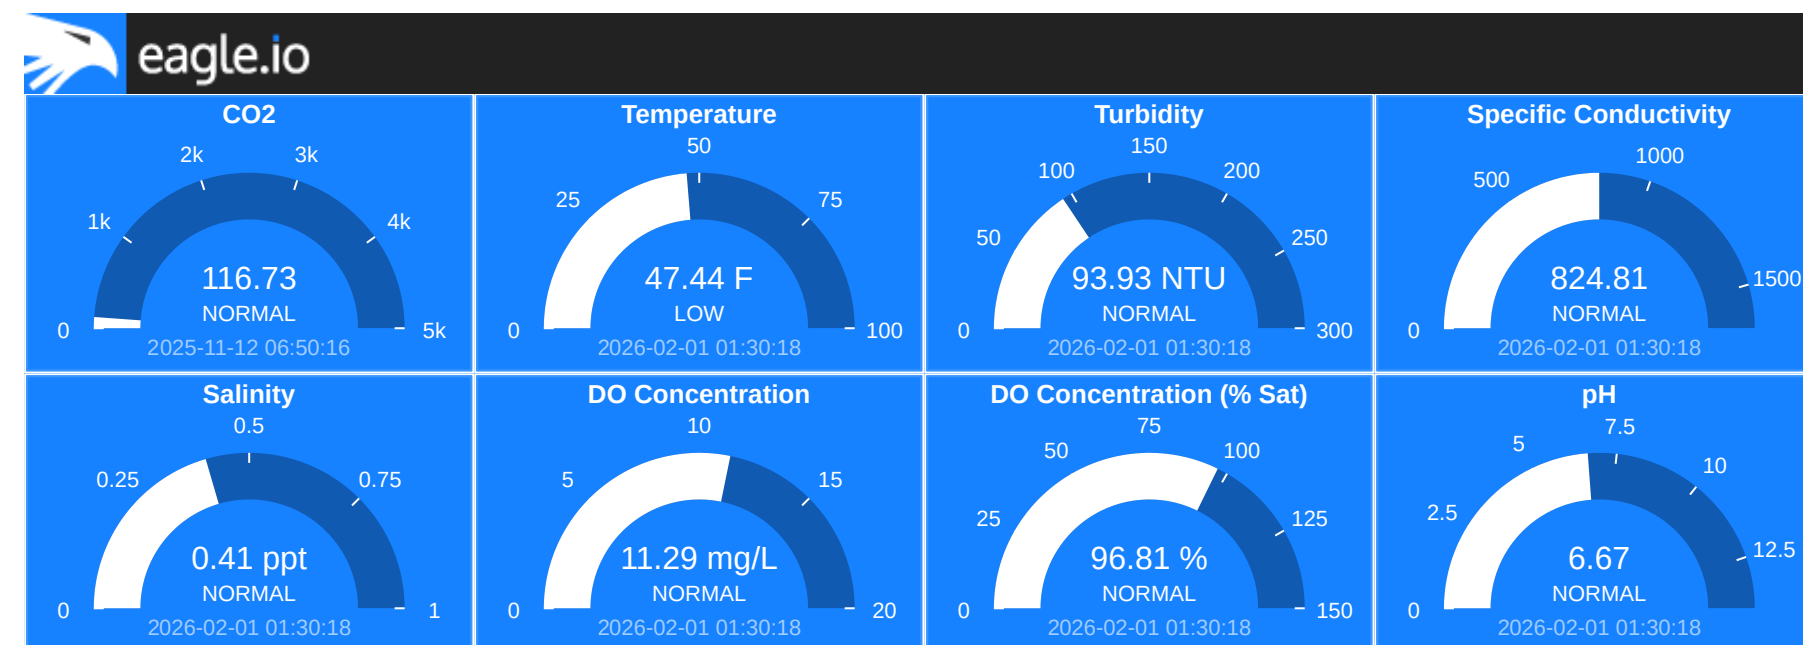 eagle.io
CO2
0
1k
2k
3k
4k
5k
116.73
NORMAL
2025-11-12 06:50:16
Temperature
0
25
50
75
100
47.44 F
LOW
2026-02-01 01:30:18
Turbidity
0
50
100
150
200
250
300
93.93 NTU
NORMAL
2026-02-01 01:30:18
Specific Conductivity
0
500
1000
1500
824.81
NORMAL
2026-02-01 01:30:18
Salinity
0
0.25
0.5
0.75
1
0.41 ppt
NORMAL
2026-02-01 01:30:18
DO Concentration
0
5
10
15
20
11.29 mg/L
NORMAL
2026-02-01 01:30:18
DO Concentration (% Sat)
0
25
50
75
100
125
150
96.81 %
NORMAL
2026-02-01 01:30:18
pH
0
2.5
5
7.5
10
12.5
6.67
NORMAL
2026-02-01 01:30:18